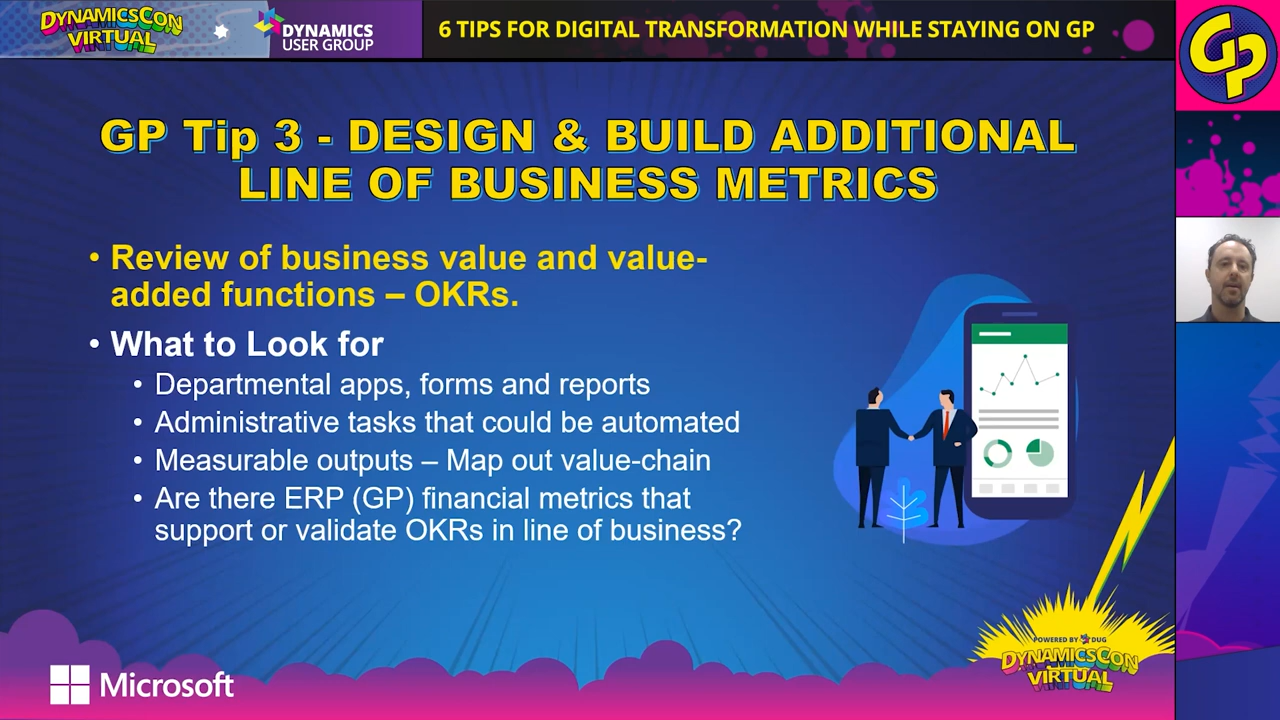 DYNAMICSCON
VIRTUAL
DYNAMICS
USER GROUP
6 TIPS FOR DIGITAL TRANSFORMATION WHILE STAYING ON GP
GP
GP Tip 3 - DESIGN & BUILD ADDITIONAL
LINE OF BUSINESS METRICS
• Review of business value and value-
added functions – OKRs.
• What to Look for
• Departmental apps, forms and reports
• Administrative tasks that could be automated
• Measurable outputs – Map out value-chain
• Are there ERP (GP) financial metrics that
support or validate OKRs in line of business?
Microsoft
POWERED BY DUG
DYNAMICSCON
VIRTUAL